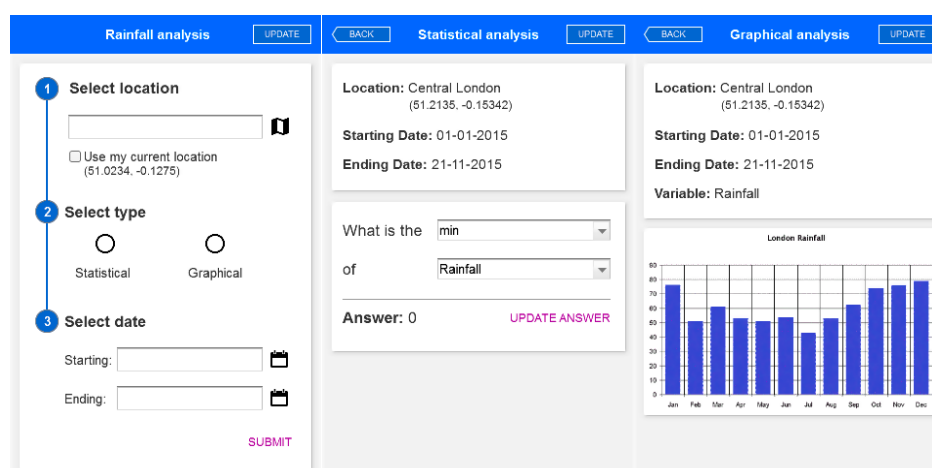 Rainfall analysis
UPDATE
1 Select location
Use my current location
(51.0234, -0.1275)
2 Select type
Statistical Graphical
3 Select date
Starting:
Ending:
SUBMIT
BACK
Statistical analysis
UPDATE
Location: Central London
(51.2135, -0.15342)
Starting Date: 01-01-2015
Ending Date: 21-11-2015
What is the min
of Rainfall
Answer: 0 UPDATE ANSWER
BACK
Graphical analysis
UPDATE
Location: Central London
(51.2135, -0.15342)
Starting Date: 01-01-2015
Ending Date: 21-11-2015
Variable: Rainfall
London Rainfall
90
80
70
60
50
40
30
20
10
0
Jan Feb Mar Apr May Jun Jul Aug Sep Oct Nov Dec